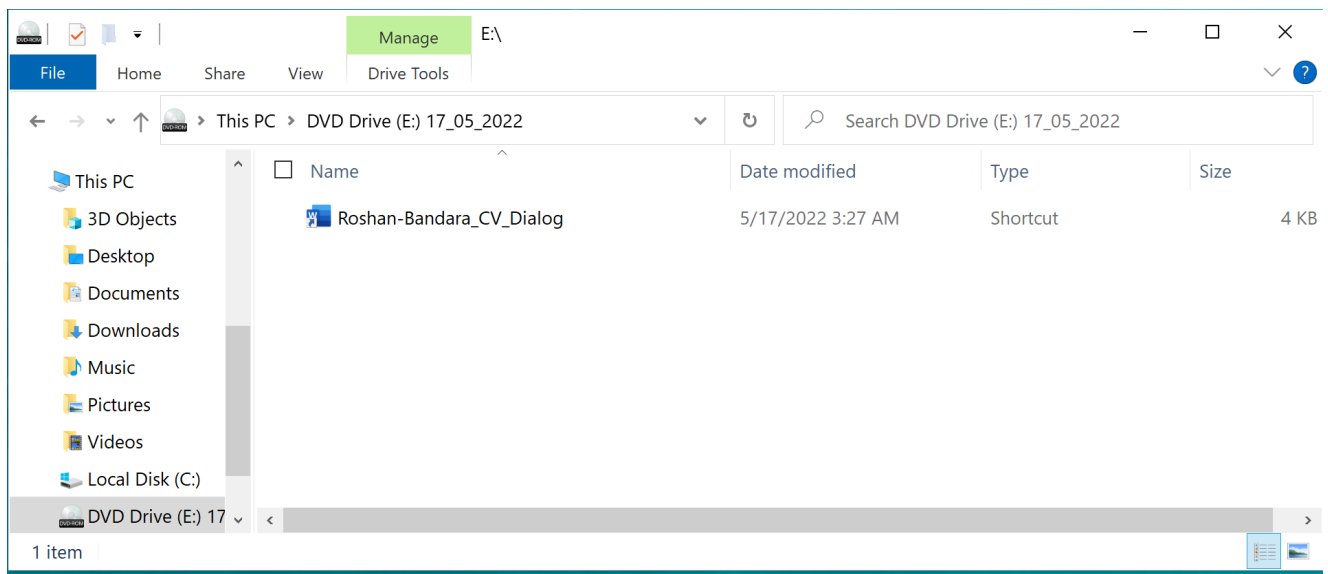 Manage E:\
File Home Share View Drive Tools
This PC DVD Drive (E:) 17_05_2022 Search DVD Drive (E:) 17_05_2022
Name Date modified Type Size
This PC
Roshan-Bandara_CV_Dialog 5/17/2022 3:27 AM Shortcut 4 KB
3D Objects
Desktop
Documents
Downloads
Music
Pictures
Videos
Local Disk (C:)
DVD Drive (E:) 17
1 item